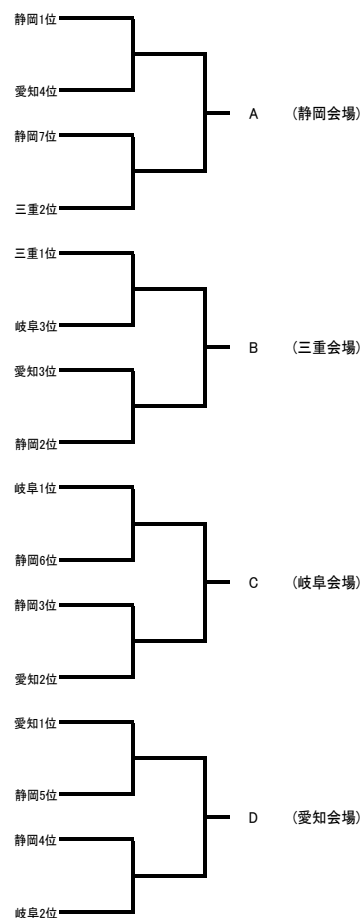 静岡1位
愛知4位
A (静岡会場)
静岡7位
三重2位
三重1位
岐阜3位
B (三重会場)
愛知3位
静岡2位
岐阜1位
静岡6位
C (岐阜会場)
静岡3位
愛知2位
愛知1位
静岡5位
D (愛知会場)
静岡4位
岐阜2位